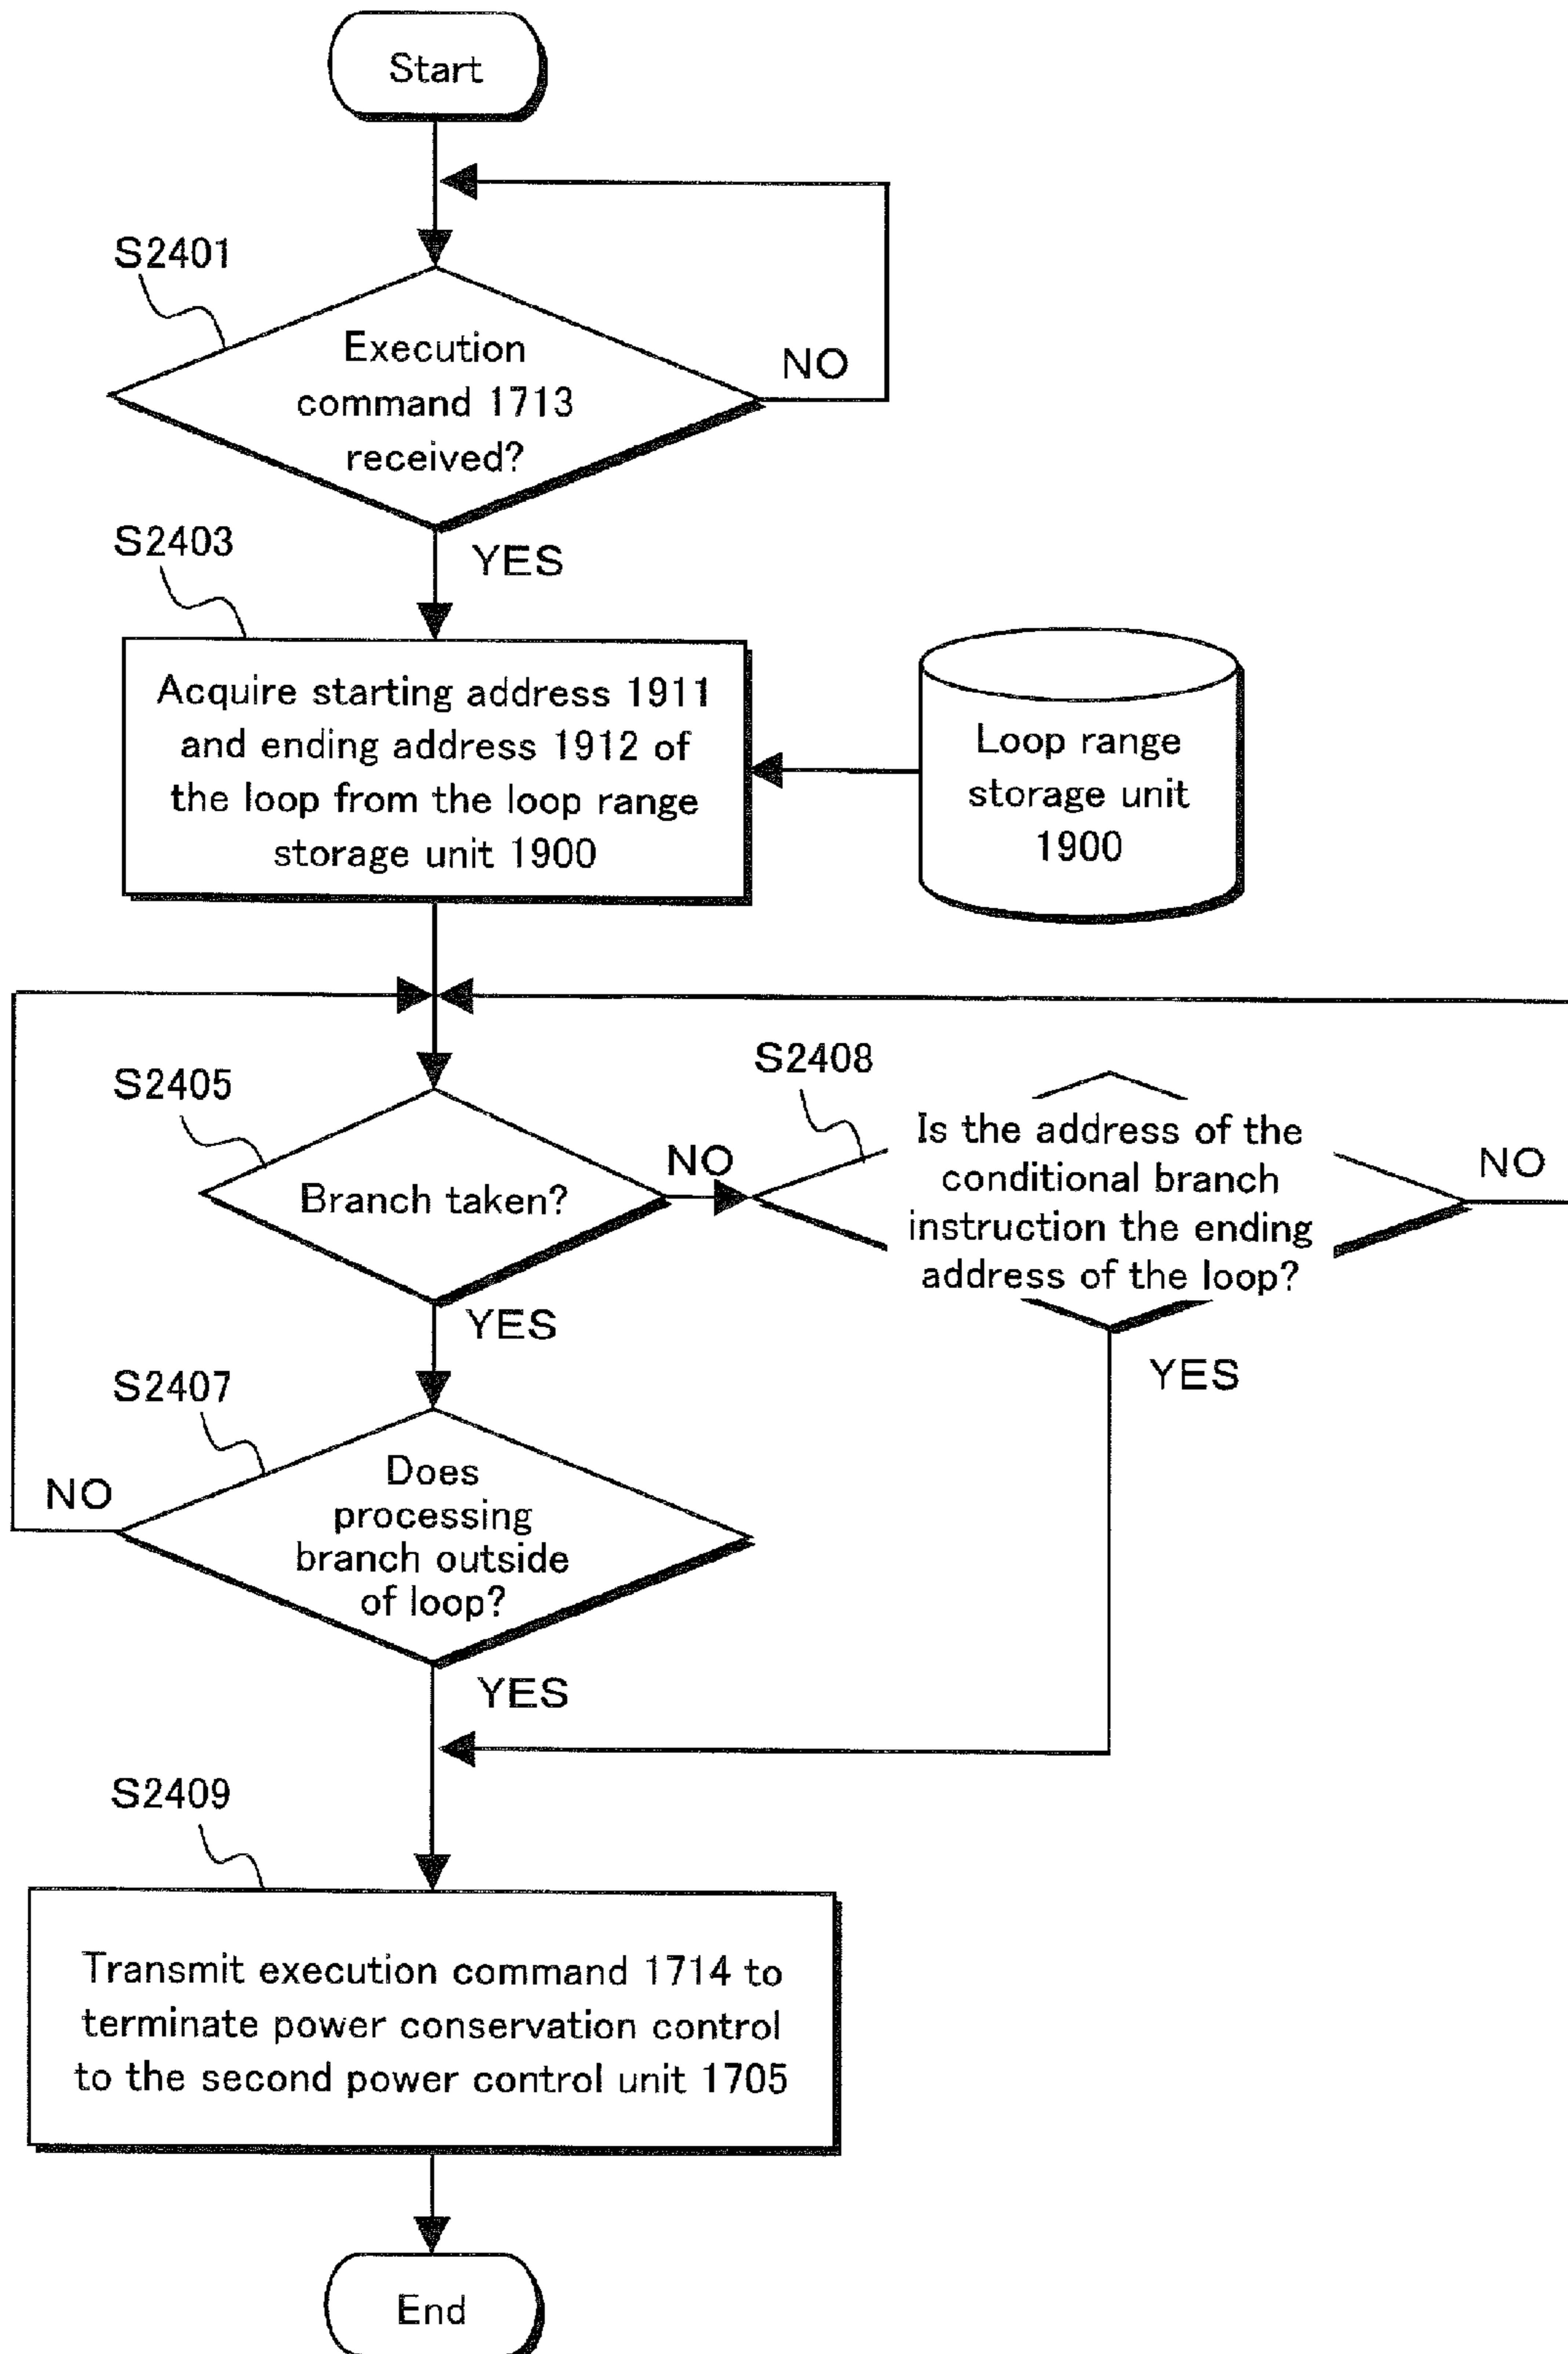 Start
S2401
Execution
command 1713
received?
NO
S2403
YES
Acquire starting address 1911
and ending address 1912 of
the loop from the loop range
storage unit 1900
Loop range
storage unit
1900
S2405
Branch taken?
NO
S2408
Is the address of the
conditional branch
instruction the ending
address of the loop?
NO
YES
YES
S2407
Does
processing
branch outside
of loop?
NO
YES
S2409
Transmit execution command 1714 to
terminate power conservation control
to the second power control unit 1705
End